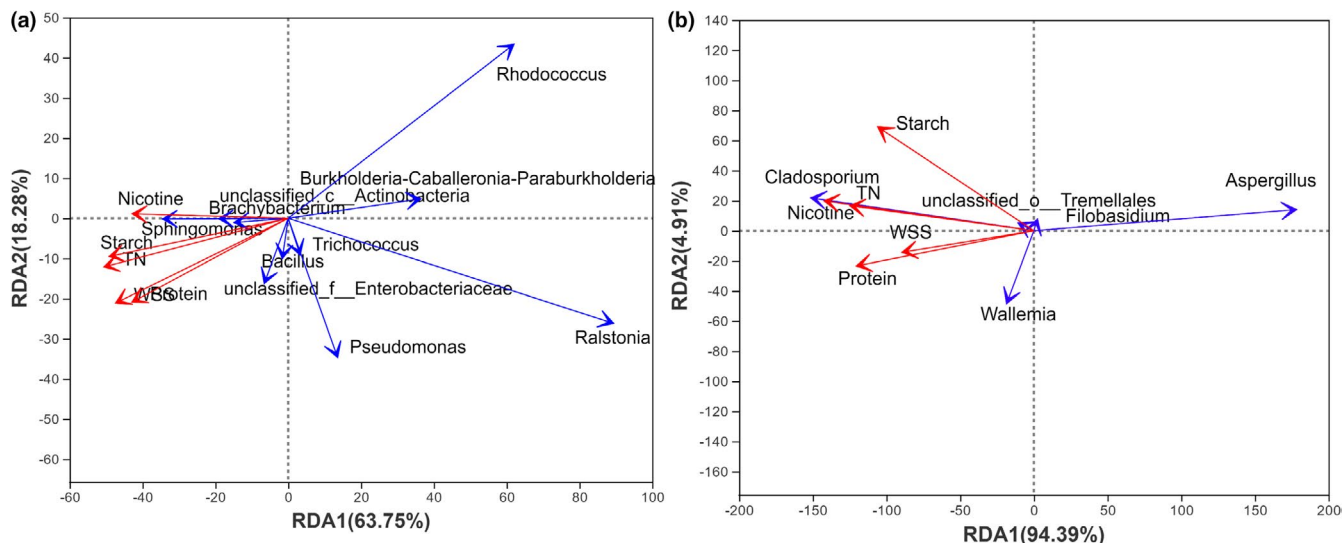 (a)
50
40
30
20
10
0
-10
-20
-30
-40
-50
-60
RDA2(18.28%)
Rhododoccus
Burkholderia-Caballeronia-Paraburkholderia
unclassified_c__Actinobacteria
Nicotine
Brachybacterium
Sphingomonas
Starch
TN
Trichococcus
Bacillus
WSS
Protein
unclassified_f__Enterobacteriaceae
Pseudomonas
Ralstonia
-60
-40
-20
0
20
40
60
80
100
RDA1(63.75%)
(b)
140
120
100
80
60
40
20
0
-20
-40
-60
-80
-100
-120
-140
-160
RDA2(4.91%)
Starch
Cladosporium
TN
Nicotine
unclassified_o__Tremellales
Aspergillus
Filobasidium
WSS
Protein
Wallemia
-200
-150
-100
-50
0
50
100
150
200
RDA1(94.39%)